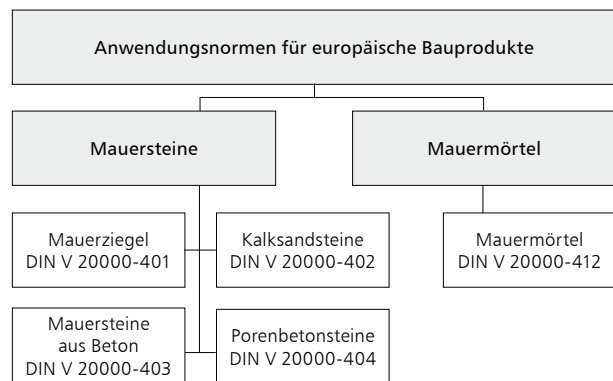 Anwendungsnormen für europäische Bauprodukte
Mauersteine
Mauermörtel
Mauerziegel
DIN V 20000-401
Kalksandsteine
DIN V 20000-402
Mauermörtel
DIN V 20000-412
Mauersteine
aus Beton
DIN V 20000-403
Porenbetonsteine
DIN V 20000-404